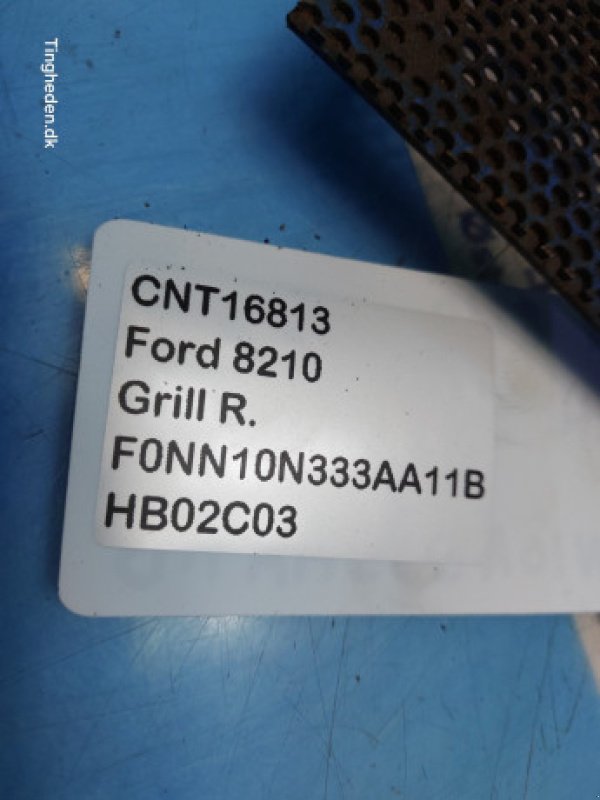 Tingheden.dk
CNT16813
Ford 8210
Grill R.
F0NN10N333AA11B
HB02C03